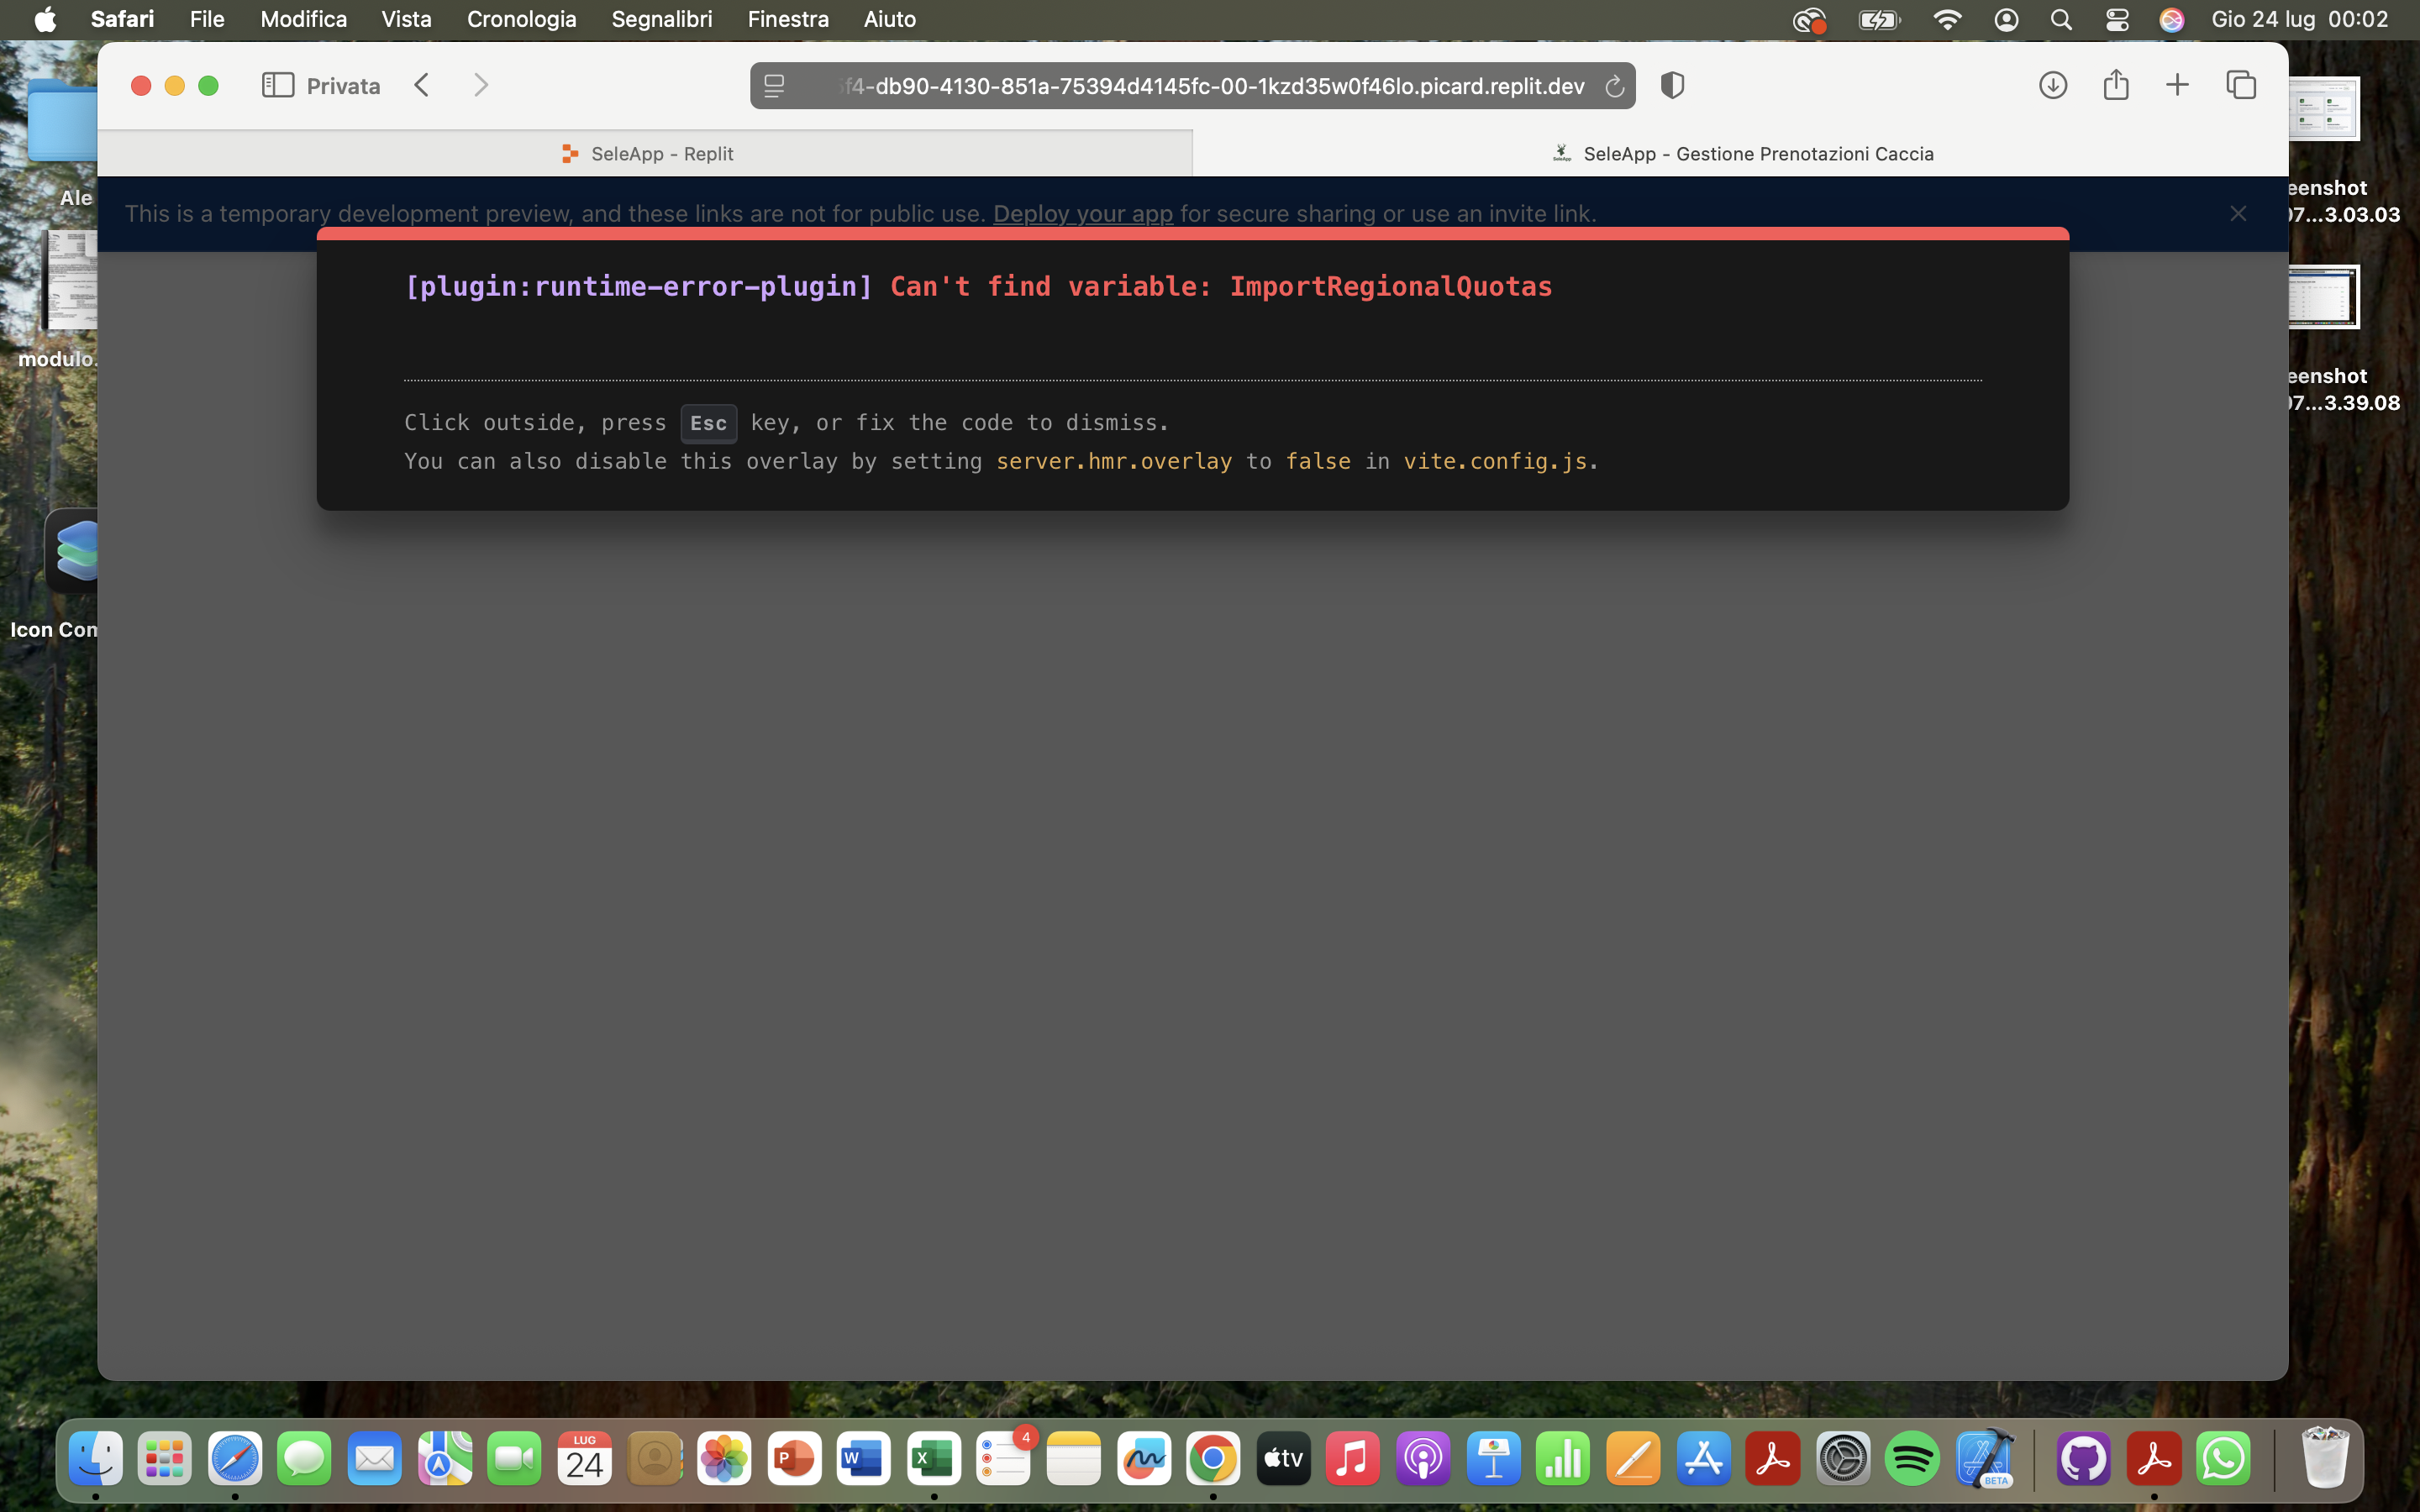 Safari File Modifica Vista Cronologia Segnalibri Finestra Aiuto Gio 24 lug 00:02
Privata f4-db90-4130-851a-75394d4145fc-00-1kzd35w0f46lo.picard.replit.dev
SeleApp - Replit SeleApp - Gestione Prenotazioni Caccia
This is a temporary development preview, and these links are not for public use. Deploy your app for secure sharing or use an invite link.
[plugin:runtime-error-plugin] Can't find variable: ImportRegionalQuotas
Click outside, press Esc key, or fix the code to dismiss.
You can also disable this overlay by setting server.hmr.overlay to false in vite.config.js.
Ale
modulo.
Icon Con
eenshot
07...3.03.03
eenshot
07...3.39.08
LUG
24
P
W
X
4
tv
BETA